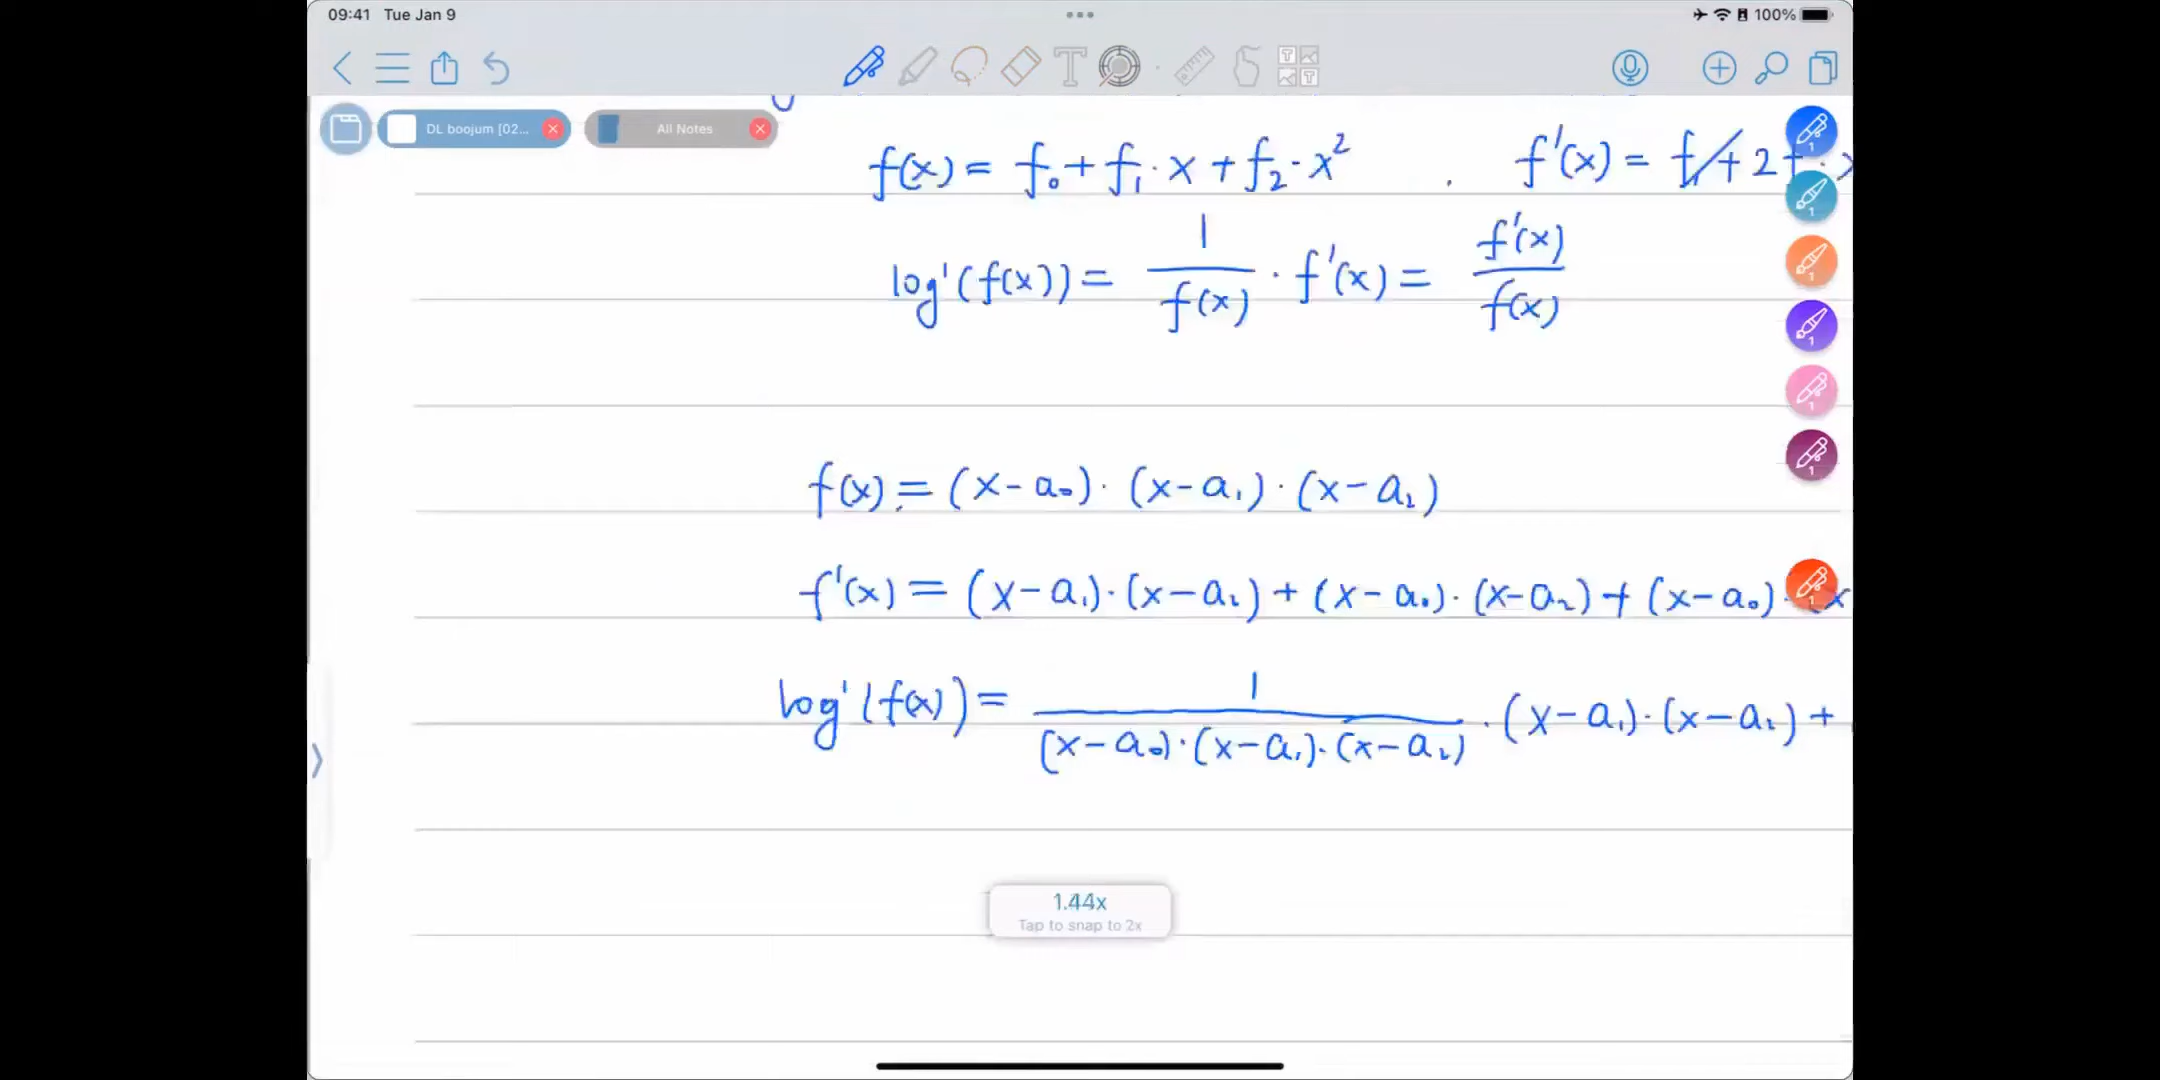 09:41 Tue Jan 9 100%
DL boojum [02... All Notes
f(x) = f₀ + f₁ · x + f₂ · x² . f'(x) = f₁ + 2f · x
log'(f(x)) = 1/f(x) · f'(x) = f'(x)/f(x)
f(x) = (x-a₀) · (x-a₁) · (x-a₂)
f'(x) = (x-a₁) · (x-a₂) + (x-a₀) · (x-a₂) + (x-a₀) · (x
log'(f(x)) = 1/(x-a₀)·(x-a₁)·(x-a₂) · (x-a₁) · (x-a₂) +
1.44x
Tap to snap to 2x